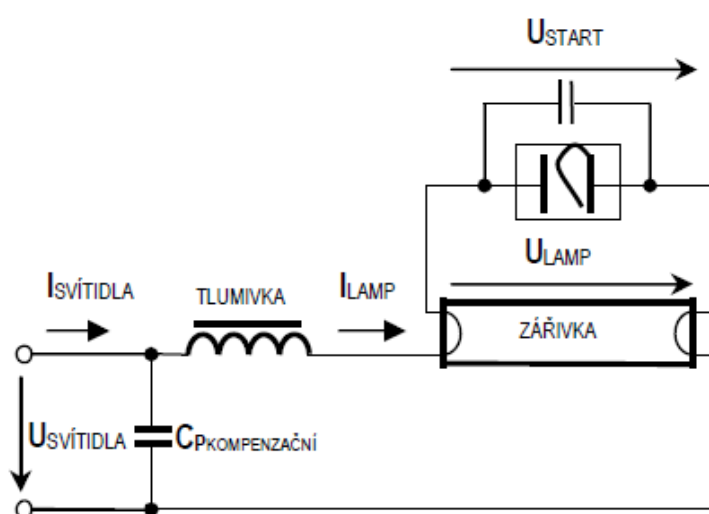 USTART
ULAMP
ISVÍTIDLA
TLUMIVKA
ILAMP
ZÁŘIVKA
USVÍTIDLA
CPKOMPENZAČNÍ